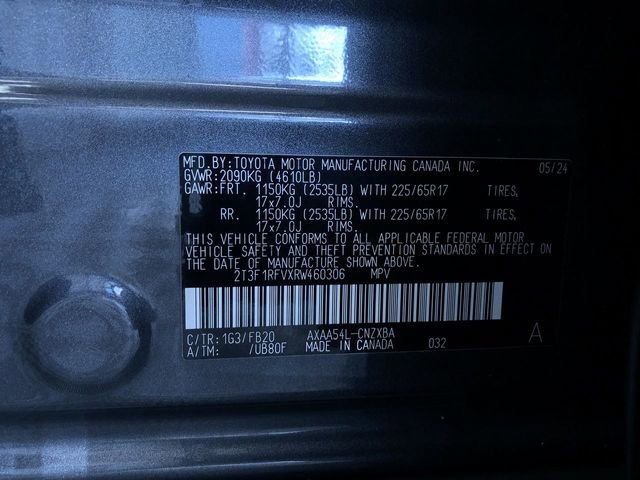 MFD.BY:TOYOTA MOTOR MANUFACTURING CANADA INC. 05/24
GVWR:2090KG (4610LB)
GAWR:FRT. 1150KG (2535LB) WITH 225/65R17 TIRES,
17x7.0J RIMS.
RR. 1150KG (2535LB) WITH 225/65R17 TIRES,
17x7.0J RIMS.
THIS VEHICLE CONFORMS TO ALL APPLICABLE FEDERAL MOTOR
VEHICLE SAFETY AND THEFT PREVENTION STANDARDS IN EFFECT ON
THE DATE OF MANUFACTURE SHOWN ABOVE.
2T3F1RFVXRW460306 MPV
C/TR:1G3/FB20 AXAA54L-CNZXBA A
A/TM: /UB80F MADE IN CANADA 032